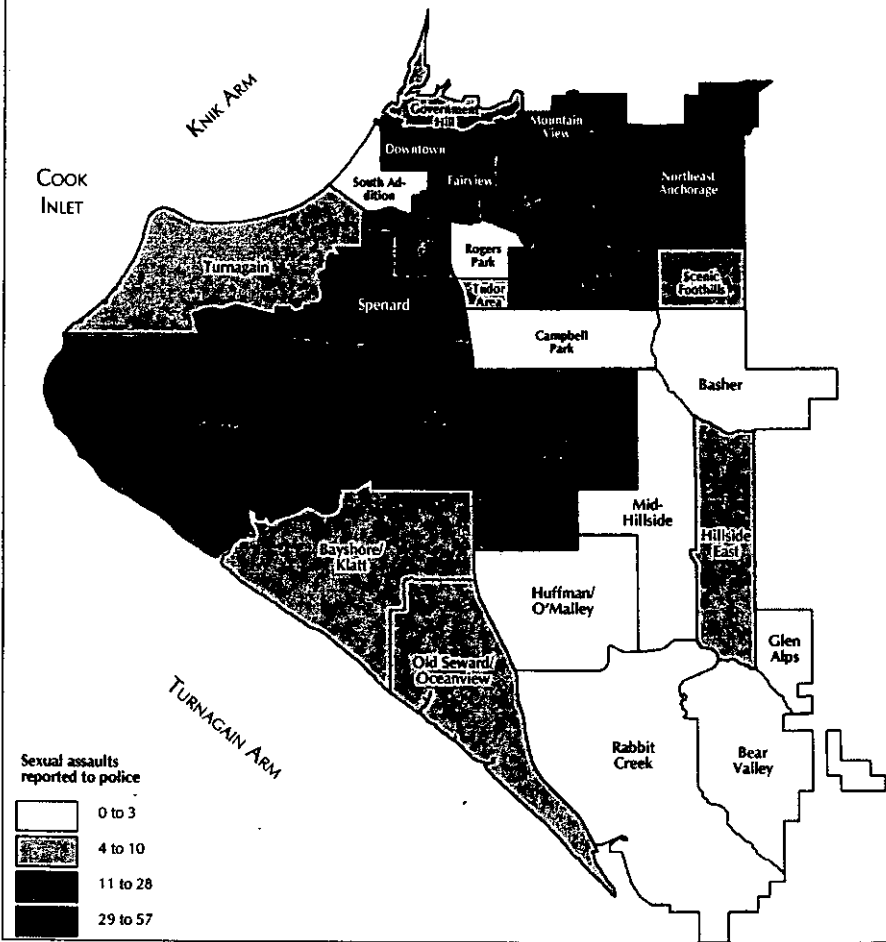 KNIK ARM
Government
Hill
Mountain
View
Downtown
COOK
INLET
South Ad-
dition
Fairview
Northeast
Anchorage
Rogers
Park
Turnagain
Scenic
Foothills
Tudor
Area
Spenard
Campbell
Park
Basher
Mid-
Hillside
Hillside
East
Bayshore/
Klatt
Huffman/
O'Malley
Glen
Alps
Old Seward/
Oceanview
TURNAGAIN ARM
Rabbit
Creek
Bear
Valley
Sexual assaults
reported to police
0 to 3
4 to 10
11 to 28
29 to 57